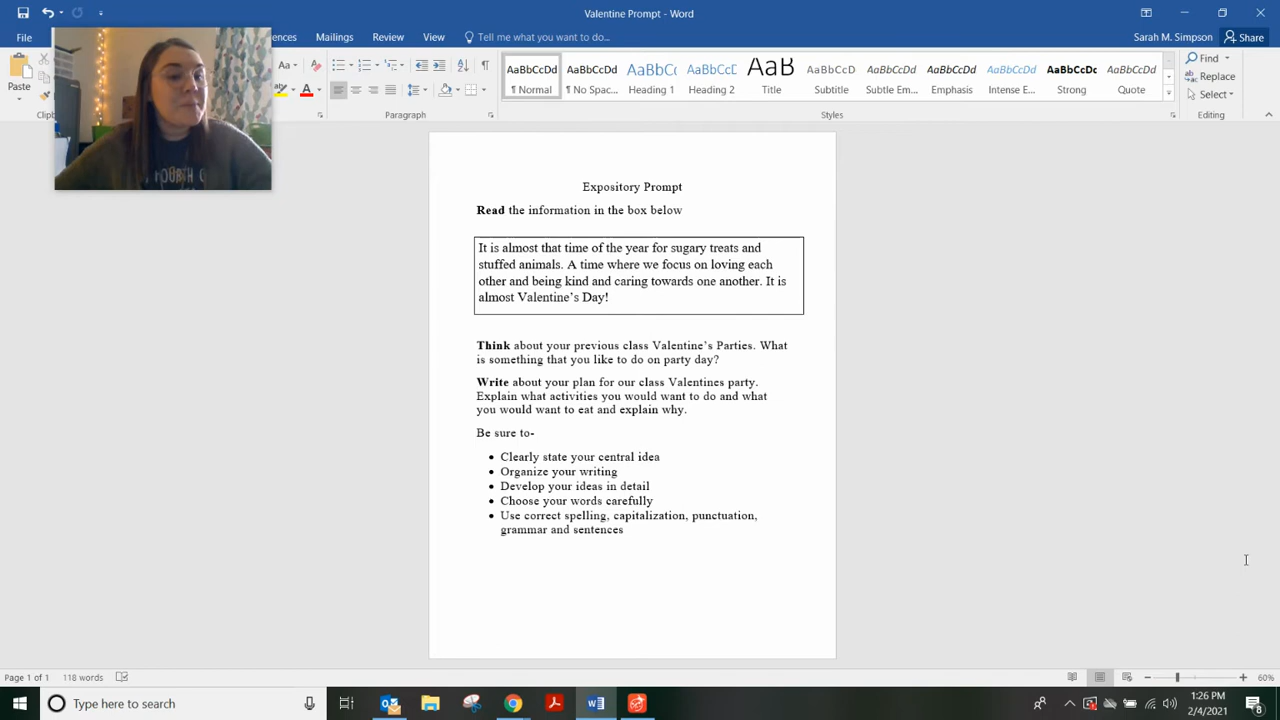 Valentine Prompt - Word
Sarah M. Simpson
Share
File
Mailings
Review
View
Tell me what you want to do...
Paste
Aa
AaBbCcDd
¶ Normal
AaBbCcDd
¶ No Spac...
AaBbC(
Heading 1
AaBbCcD
Heading 2
AaB
Title
AaBbCcD
Subtitle
AaBbCcDd
Subtle Em...
AaBbCcDd
Emphasis
AaBbCcDd
Intense E...
AaBbCcDc
Strong
AaBbCcDd
Quote
Find
Replace
Select
Paragraph
Styles
Editing
Expository Prompt
Read the information in the box below
It is almost that time of the year for sugary treats and
stuffed animals. A time where we focus on loving each
other and being kind and caring towards one another. It is
almost Valentine's Day!
Think about your previous class Valentine's Parties. What
is something that you like to do on party day?
Write about your plan for our class Valentines party.
Explain what activities you would want to do and what
you would want to eat and explain why.
Be sure to-
• Clearly state your central idea
• Organize your writing
• Develop your ideas in detail
• Choose your words carefully
• Use correct spelling, capitalization, punctuation,
grammar and sentences
Page 1 of 1
118 words
60%
Type here to search
1:26 PM
2/4/2021